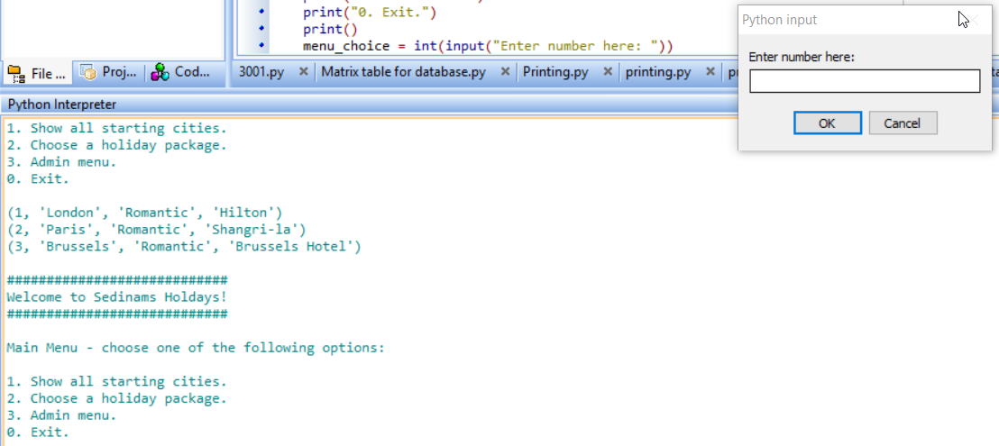 print("0. Exit.")
print()
menu_choice = int(input("Enter number here: "))
File ...
Proj...
Cod...
3001.py
Matrix table for database.py
Printing.py
printing.py
Python Interpreter
1. Show all starting cities.
2. Choose a holiday package.
3. Admin menu.
0. Exit.
(1, 'London', 'Romantic', 'Hilton')
(2, 'Paris', 'Romantic', 'Shangri-la')
(3, 'Brussels', 'Romantic', 'Brussels Hotel')
############################
Welcome to Sedinams Holdays!
############################
Main Menu - choose one of the following options:
1. Show all starting cities.
2. Choose a holiday package.
3. Admin menu.
0. Exit.
Python input
Enter number here:
OK
Cancel